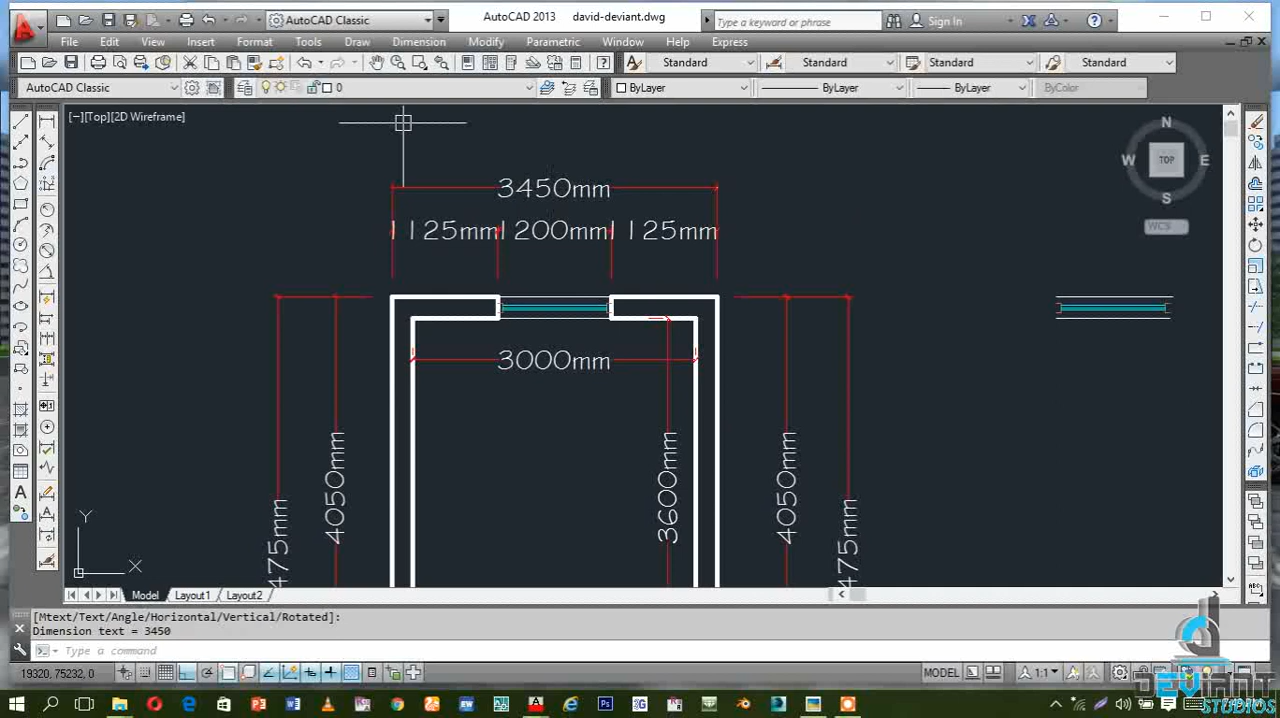 AutoCAD Classic
AutoCAD 2013 david-deviant.dwg
Type a keyword or phrase
Sign In
File Edit View Insert Format Tools Draw Dimension Modify Parametric Window Help Express
Standard Standard Standard Standard
AutoCAD Classic
0
ByLayer ByLayer ByLayer ByColor
[−][Top][2D Wireframe]
N
W TOP E
S
WCS
3450mm
1125mm 1200mm 1125mm
3000mm
475mm
4050mm
3600mm
4050mm
475mm
Y
X
Model Layout1 Layout2
[Mtext/Text/Angle/Horizontal/Vertical/Rotated]:
Dimension text = 3450
Type a command
19320, 75232, 0
MODEL
1:1
DEVIANT
STUDIOS